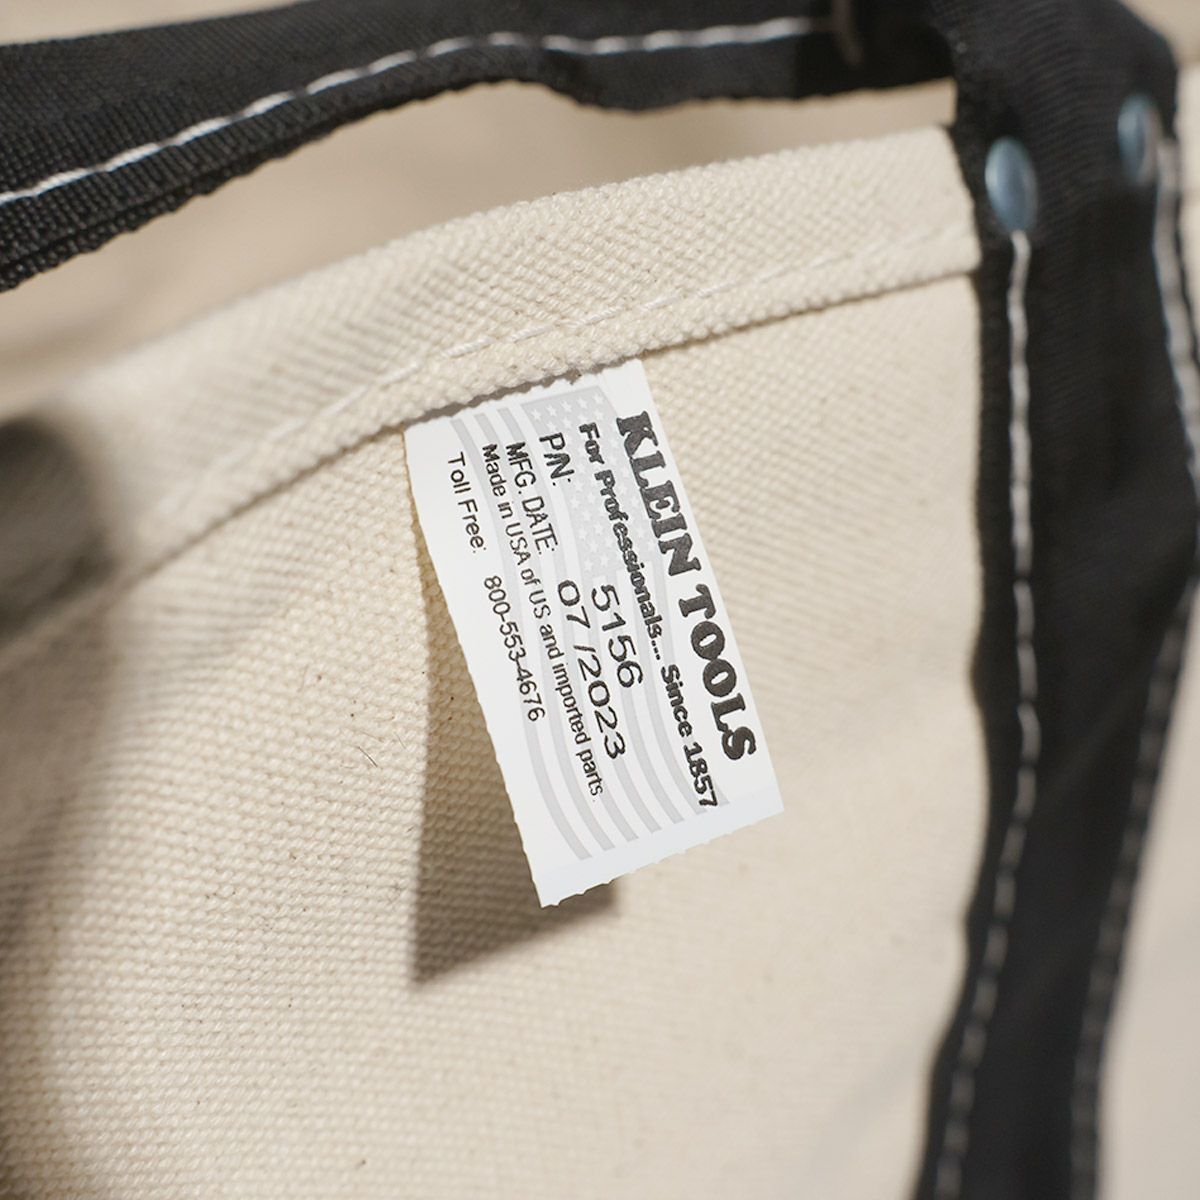 KLEIN TOOLS
For Professionals... Since 1857
P/N: 5156
MFG. DATE: 07 /2023
Made in USA of US and imported parts.
Toll Free: 800-553-4676